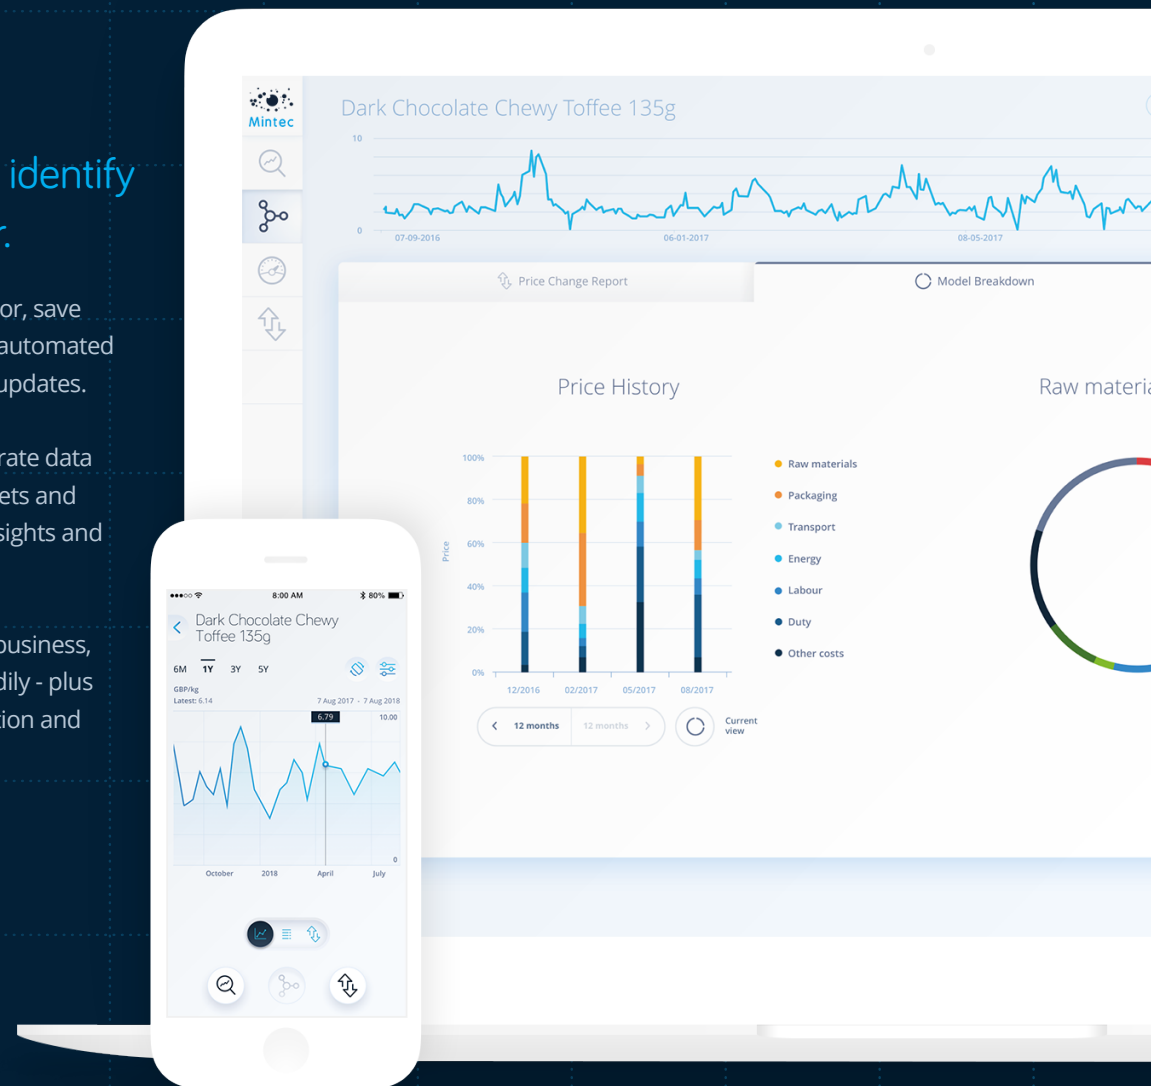 identify
r.
or, save
automated
updates.
rate data
ets and
sights and
business,
dily - plus
tion and
Mintec
Dark Chocolate Chewy Toffee 135g
10
0
07-09-2016
06-01-2017
08-05-2017
Price Change Report
Model Breakdown
Price History
100%
80%
60%
40%
20%
0%
Price
12/2016
02/2017
05/2017
08/2017
Raw materials
Packaging
Transport
Energy
Labour
Duty
Other costs
12 months
12 months
Current
view
Raw materia
8:00 AM
80%
Dark Chocolate Chewy
Toffee 135g
6M 1Y 3Y 5Y
GBP/kg
Latest: 6.14
7 Aug 2017 - 7 Aug 2018
6.79
10.00
0
October 2018 April July